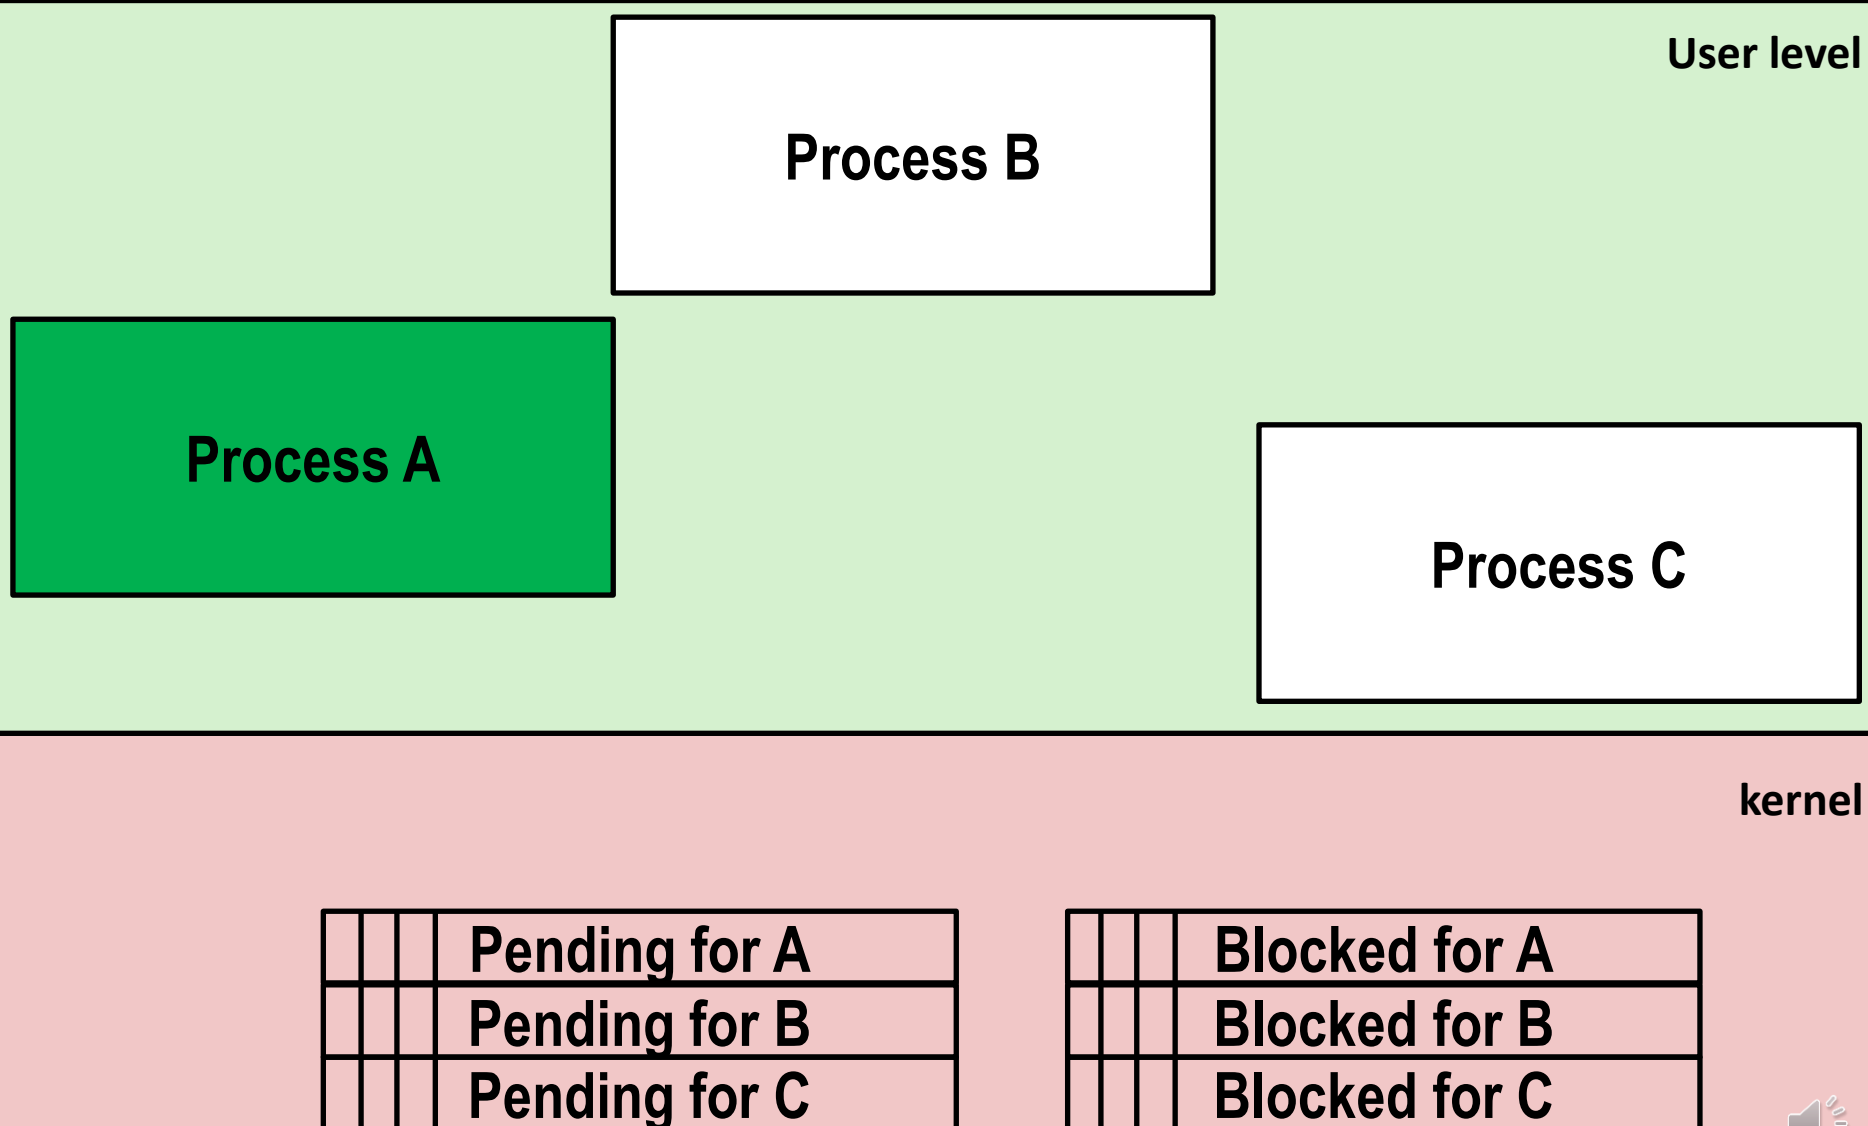 User level
Process B
Process A
Process C
kernel
Pending for A
Blocked for A
Pending for B
Blocked for B
Pending for C
Blocked for C